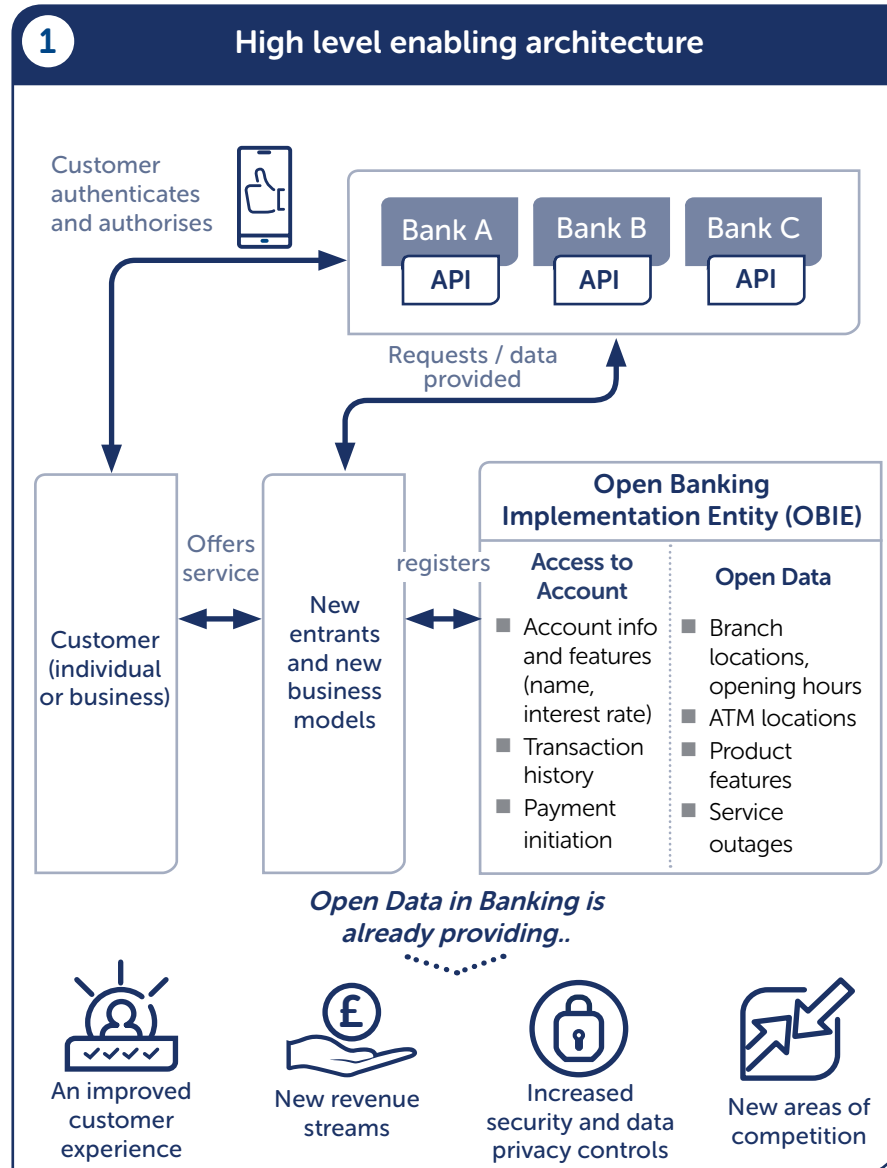 1
High level enabling architecture
Customer
authenticates
and authorises
Bank A
API
Bank B
API
Bank C
API
Requests / data
provided
Customer
(individual
or business)
Offers
service
New
entrants
and new
business
models
registers
Open Banking
Implementation Entity (OBIE)
Access to
Account
Account info
and features
(name,
interest rate)
Transaction
history
Payment
initiation
Open Data
Branch
locations,
opening hours
ATM locations
Product
features
Service
outages
Open Data in Banking is
already providing..
An improved
customer
experience
£
New revenue
streams
Increased
security and data
privacy controls
New areas of
competition